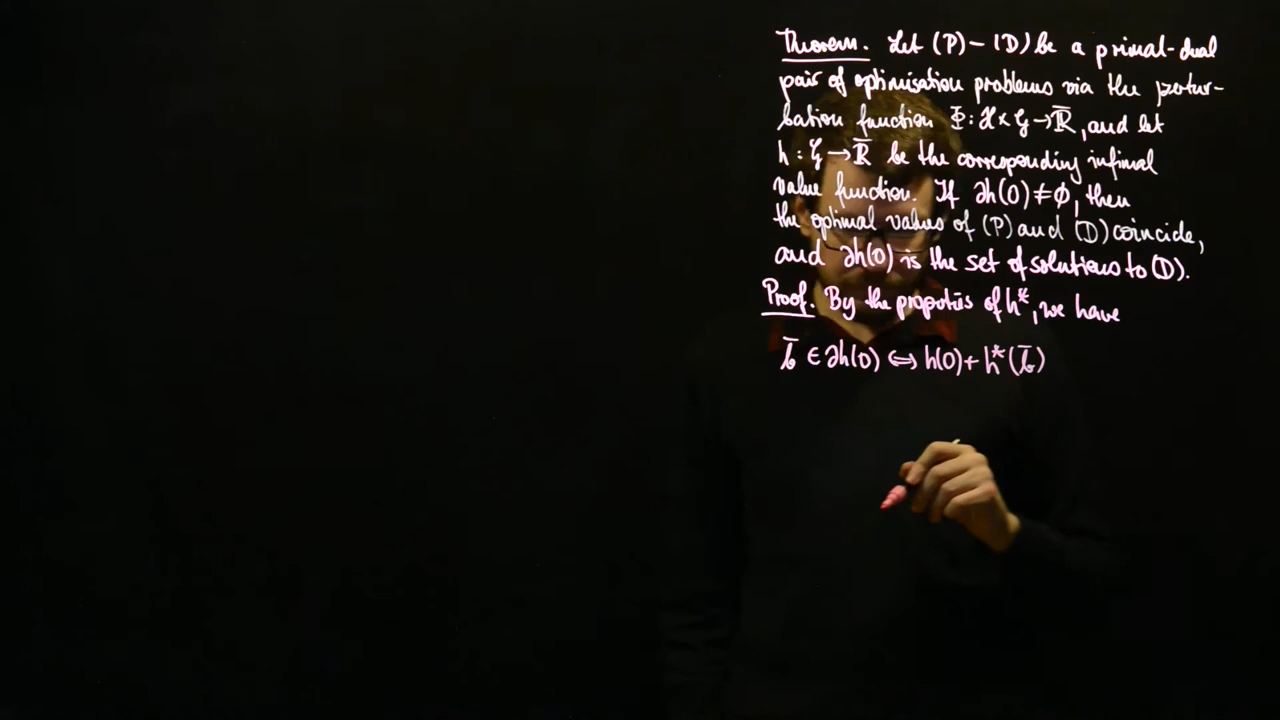 Theorem. Let (P)-(D) be a primal-dual
pair of optimisation problems via the pertur-
bation function Φ: ℋ×𝒢→ℝ̄, and let
h: 𝒢→ℝ̄ be the corresponding infimal
value function. If ∂h(0)≠∅, then
the optimal values of (P) and (D) coincide,
and ∂h(0) is the set of solutions to (D).
Proof. By the properties of h*, we have
b̄ ∈ ∂h(0) ⟺ h(0)+h*(b̄)